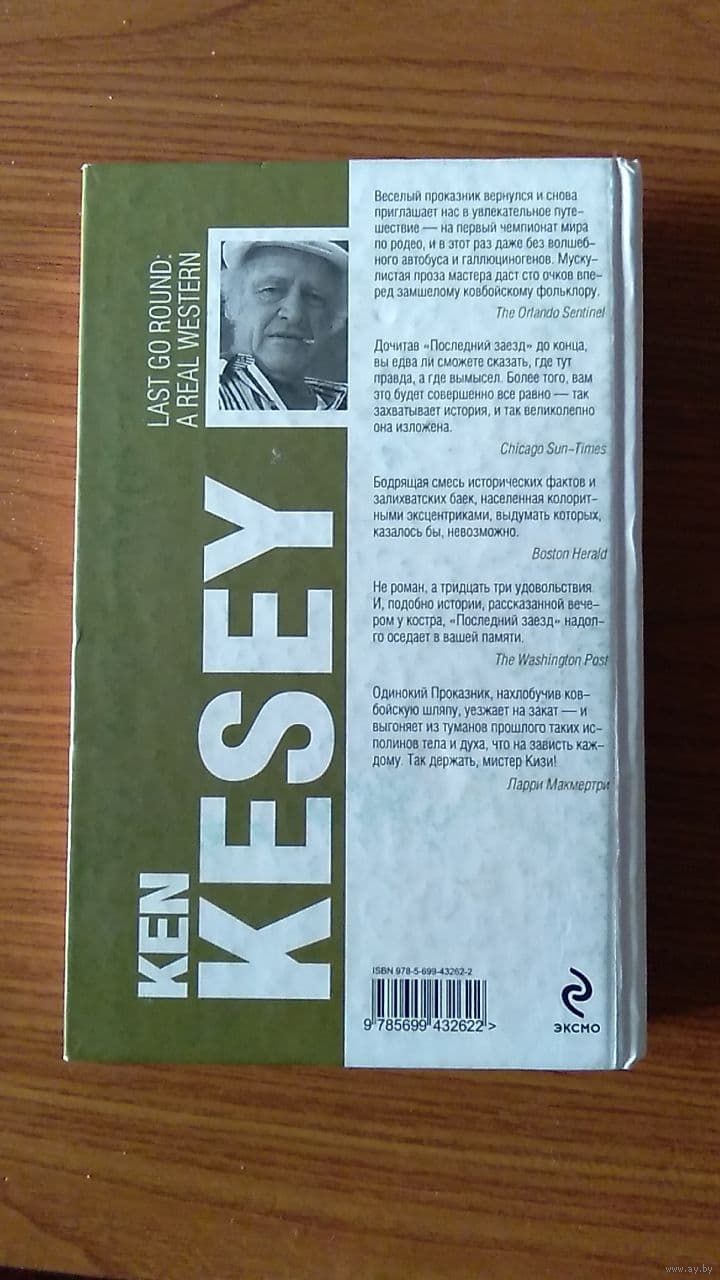 LAST GO ROUND:
A REAL WESTERN
KEN
KESEY
Веселый проказник вернулся и снова
приглашает нас в увлекательное путе-
шествие — на первый чемпионат мира
по родео, и в этот раз даже без волшеб-
ного автобуса и галлюциногенов. Муску-
листая проза мастера даст сто очков впе-
ред замшелому ковбойскому фольклору.
The Orlando Sentinel
Дочитав «Последний заезд» до конца,
вы едва ли сможете сказать, где тут
правда, а где вымысел. Более того, вам
это будет совершенно все равно — так
захватывает история, и так великолепно
она изложена.
Chicago Sun-Times
Бодрящая смесь исторических фактов и
залихватских баек, населенная колорит-
ными эксцентриками, выдумать которых,
казалось бы, невозможно.
Boston Herald
Не роман, а тридцать три удовольствия.
И, подобно истории, рассказанной вече-
ром у костра, «Последний заезд» надол-
го оседает в вашей памяти.
The Washington Post
Одинокий Проказник, нахлобучив ков-
бойскую шляпу, уезжает на закат — и
выгоняет из туманов прошлого таких ис-
полинов тела и духа, что на зависть каж-
дому. Так держать, мистер Кизи!
Ларри Макмертри
ISBN 978-5-699-43262-2
9 785699 432622 >
ЭКСМО
www.ay.by